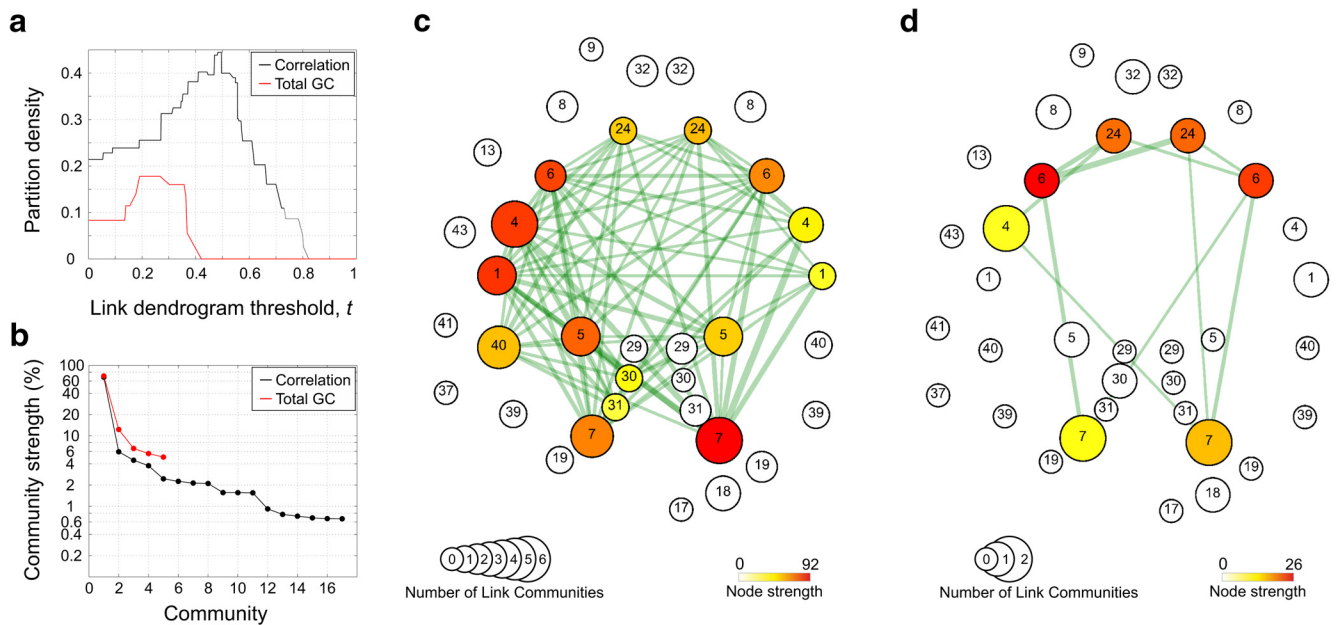 a
Partition density
0.4
0.3
0.2
0.1
0
Correlation
Total GC
0 0.2 0.4 0.6 0.8 1
Link dendrogram threshold, t
b
Community strength (%)
100
60
40
20
10
6
4
2
1
0.6
0.4
0.2
Correlation
Total GC
0 2 4 6 8 10 12 14 16
Community
c
9
32 32
8 8
24 24
13
6 6
4 4
43
1 1
41
5 5
40 29 29 40
30 30
37
31 31
39 39
7 7
19 19
18
17
0 1 2 3 4 5 6
Number of Link Communities
0 92
Node strength
d
9
32 32
8 8
24 24
13
6 6
4 4
43
1 1
41
5 5
40 29 29 40
30 30
37
31 31
39 39
7 7
19 19
18
17
0 1 2
Number of Link Communities
0 26
Node strength